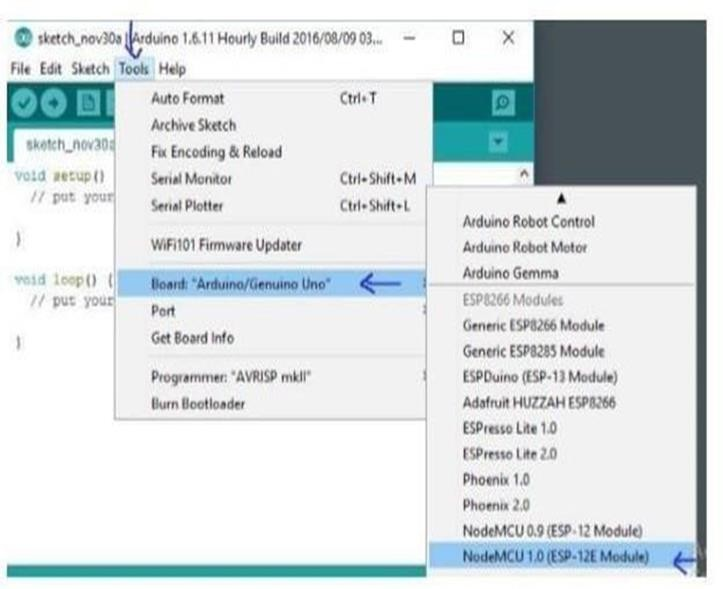 sketch_nov30a | Arduino 1.6.11 Hourly Build 2016/08/09 03...
File Edit Sketch Tools Help
sketch_nov30a
void setup()
// put your
}
void loop() {
// put your
}
Auto Format Ctrl+T
Archive Sketch
Fix Encoding & Reload
Serial Monitor Ctrl+Shift+M
Serial Plotter Ctrl+Shift+L
WiFi101 Firmware Updater
Board: "Arduino/Genuino Uno"
Port
Get Board Info
Programmer: "AVRISP mkII"
Burn Bootloader
Arduino Robot Control
Arduino Robot Motor
Arduino Gemma
ESP8266 Modules
Generic ESP8266 Module
Generic ESP8285 Module
ESPDuino (ESP-13 Module)
Adafruit HUZZAH ESP8266
ESPresso Lite 1.0
ESPresso Lite 2.0
Phoenix 1.0
Phoenix 2.0
NodeMCU 0.9 (ESP-12 Module)
NodeMCU 1.0 (ESP-12E Module)